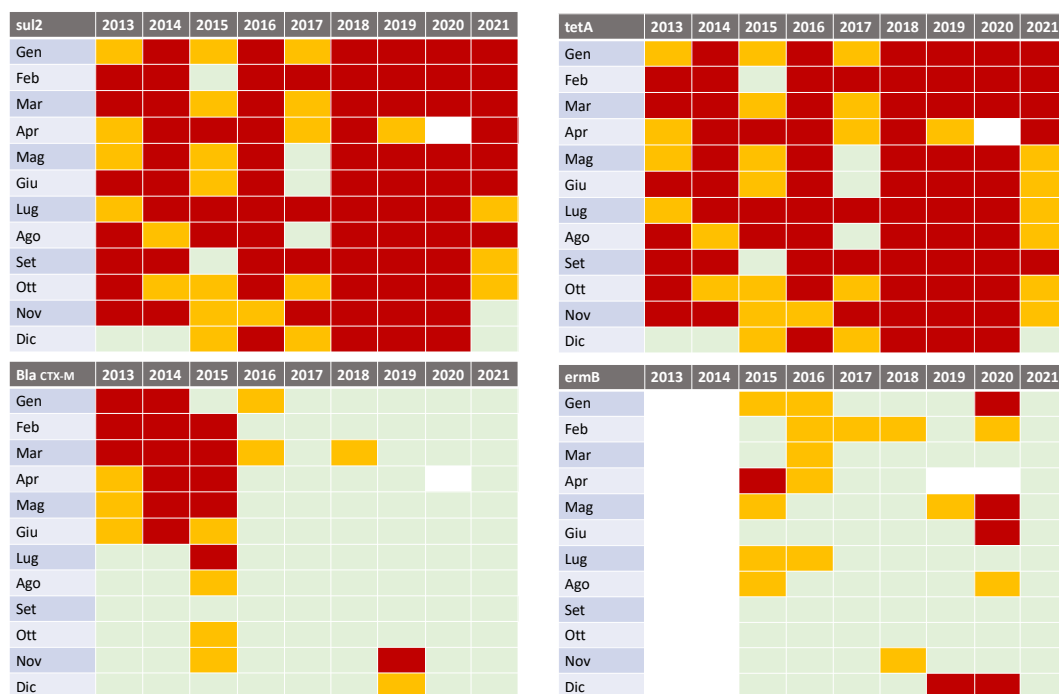 sul2 2013 2014 2015 2016 2017 2018 2019 2020 2021
Gen
Feb
Mar
Apr
Mag
Giu
Lug
Ago
Set
Ott
Nov
Dic
tetA 2013 2014 2015 2016 2017 2018 2019 2020 2021
Gen
Feb
Mar
Apr
Mag
Giu
Lug
Ago
Set
Ott
Nov
Dic
Bla CTX-M 2013 2014 2015 2016 2017 2018 2019 2020 2021
Gen
Feb
Mar
Apr
Mag
Giu
Lug
Ago
Set
Ott
Nov
Dic
ermB 2013 2014 2015 2016 2017 2018 2019 2020 2021
Gen
Feb
Mar
Apr
Mag
Giu
Lug
Ago
Set
Ott
Nov
Dic